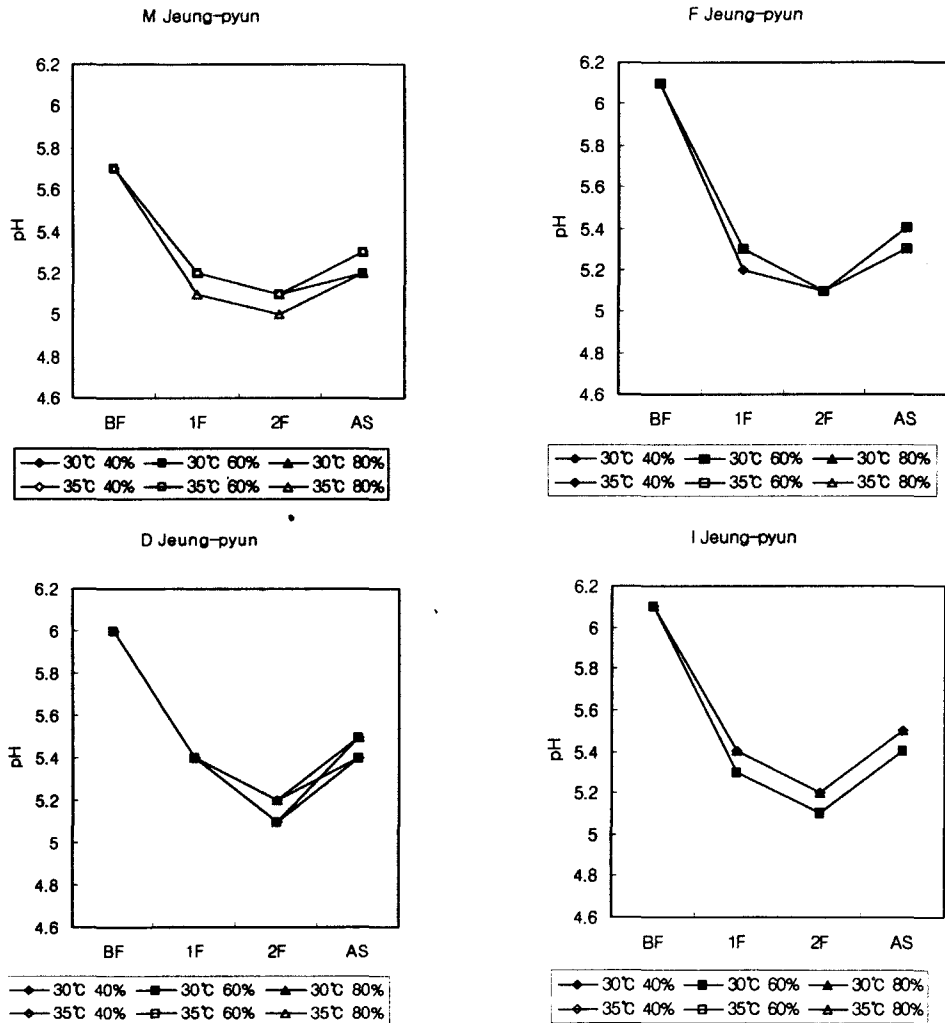 M Jeung-pyun
F Jeung-pyun
6.2
6
5.8
5.6
5.4
5.2
5
4.8
4.6
pH
BF 1F 2F AS
30℃ 40% 30℃ 60% 30℃ 80%
35℃ 40% 35℃ 60% 35℃ 80%
6.2
6
5.8
5.6
5.4
5.2
5
4.8
4.6
pH
BF 1F 2F AS
30℃ 40% 30℃ 60% 30℃ 80%
35℃ 40% 35℃ 60% 35℃ 80%
D Jeung-pyun
I Jeung-pyun
6.2
6
5.8
5.6
5.4
5.2
5
4.8
4.6
pH
BF 1F 2F AS
30℃ 40% 30℃ 60% 30℃ 80%
35℃ 40% 35℃ 60% 35℃ 80%
6.2
6
5.8
5.6
5.4
5.2
5
4.8
4.6
pH
BF 1F 2F AS
30℃ 40% 30℃ 60% 30℃ 80%
35℃ 40% 35℃ 60% 35℃ 80%